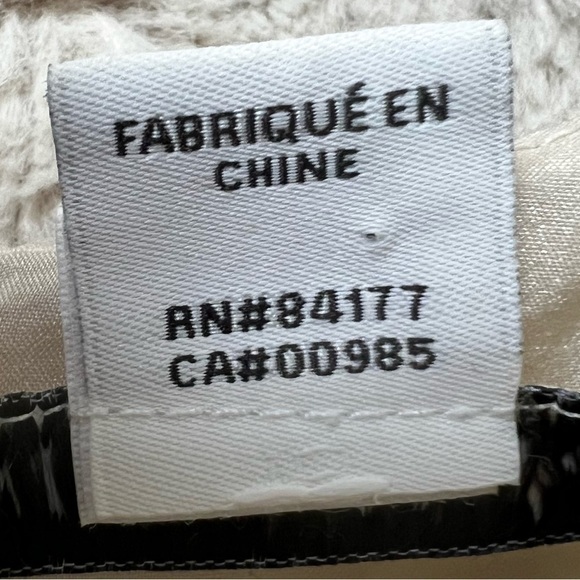 FABRIQUÉ EN
CHINE
RN#84177
CA#00985